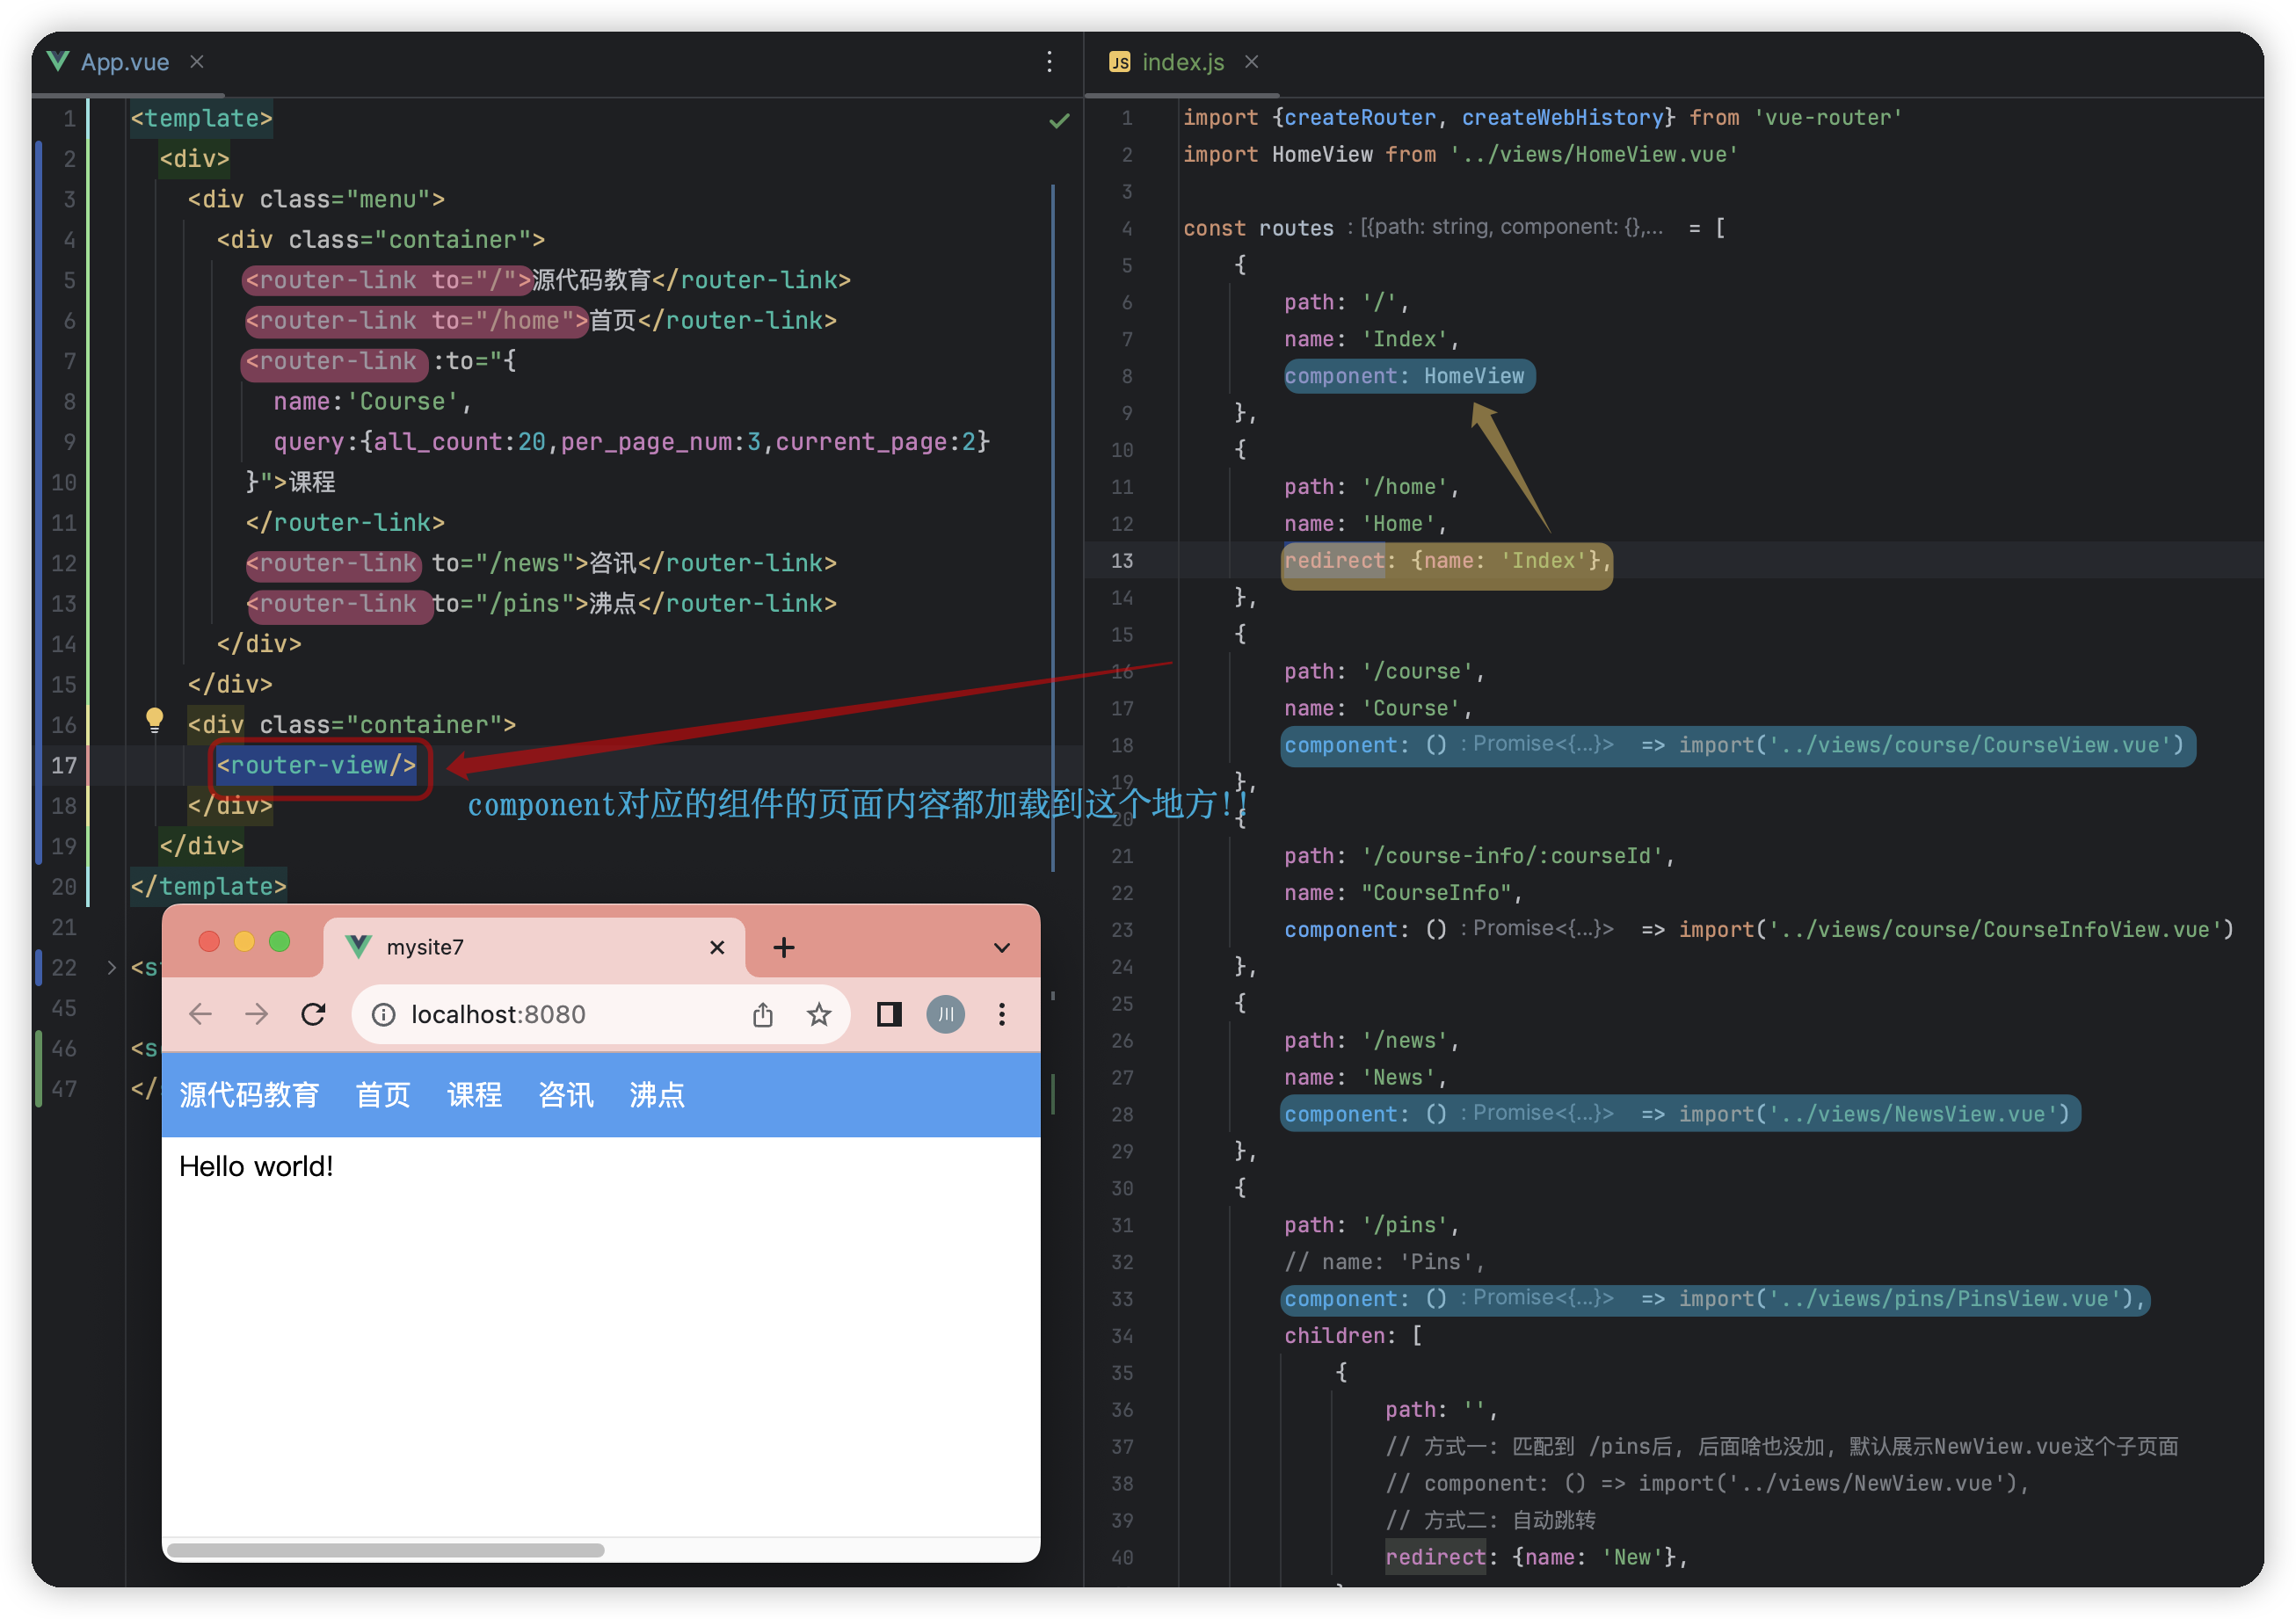 App.vue
1 <template>
2 <div>
3 <div class="menu">
4 <div class="container">
5 <router-link to="/">源代码教育</router-link>
6 <router-link to="/home">首页</router-link>
7 <router-link :to="{
8 name:'Course',
9 query:{all_count:20,per_page_num:3,current_page:2}
10 }">课程
11 </router-link>
12 <router-link to="/news">咨讯</router-link>
13 <router-link to="/pins">沸点</router-link>
14 </div>
15 </div>
16 <div class="container">
17 <router-view/>
18 </div>
19 </div>
20 </template>
21
22 <s
45
46 <s
47 </
component对应的组件的页面内容都加载到这个地方!!
mysite7
localhost:8080
川
源代码教育 首页 课程 咨讯 沸点
Hello world!
JS index.js
1 import {createRouter, createWebHistory} from 'vue-router'
2 import HomeView from '../views/HomeView.vue'
3
4 const routes : [{path: string, component: {},... = [
5 {
6 path: '/',
7 name: 'Index',
8 component: HomeView
9 },
10 {
11 path: '/home',
12 name: 'Home',
13 redirect: {name: 'Index'},
14 },
15 {
16 path: '/course',
17 name: 'Course',
18 component: () : Promise<{...}> => import('../views/course/CourseView.vue')
19 },
20 {
21 path: '/course-info/:courseId',
22 name: "CourseInfo",
23 component: () : Promise<{...}> => import('../views/course/CourseInfoView.vue')
24 },
25 {
26 path: '/news',
27 name: 'News',
28 component: () : Promise<{...}> => import('../views/NewsView.vue')
29 },
30 {
31 path: '/pins',
32 // name: 'Pins',
33 component: () : Promise<{...}> => import('../views/pins/PinsView.vue'),
34 children: [
35 {
36 path: '',
37 // 方式一: 匹配到 /pins后, 后面啥也没加, 默认展示NewView.vue这个子页面
38 // component: () => import('../views/NewView.vue'),
39 // 方式二: 自动跳转
40 redirect: {name: 'New'},